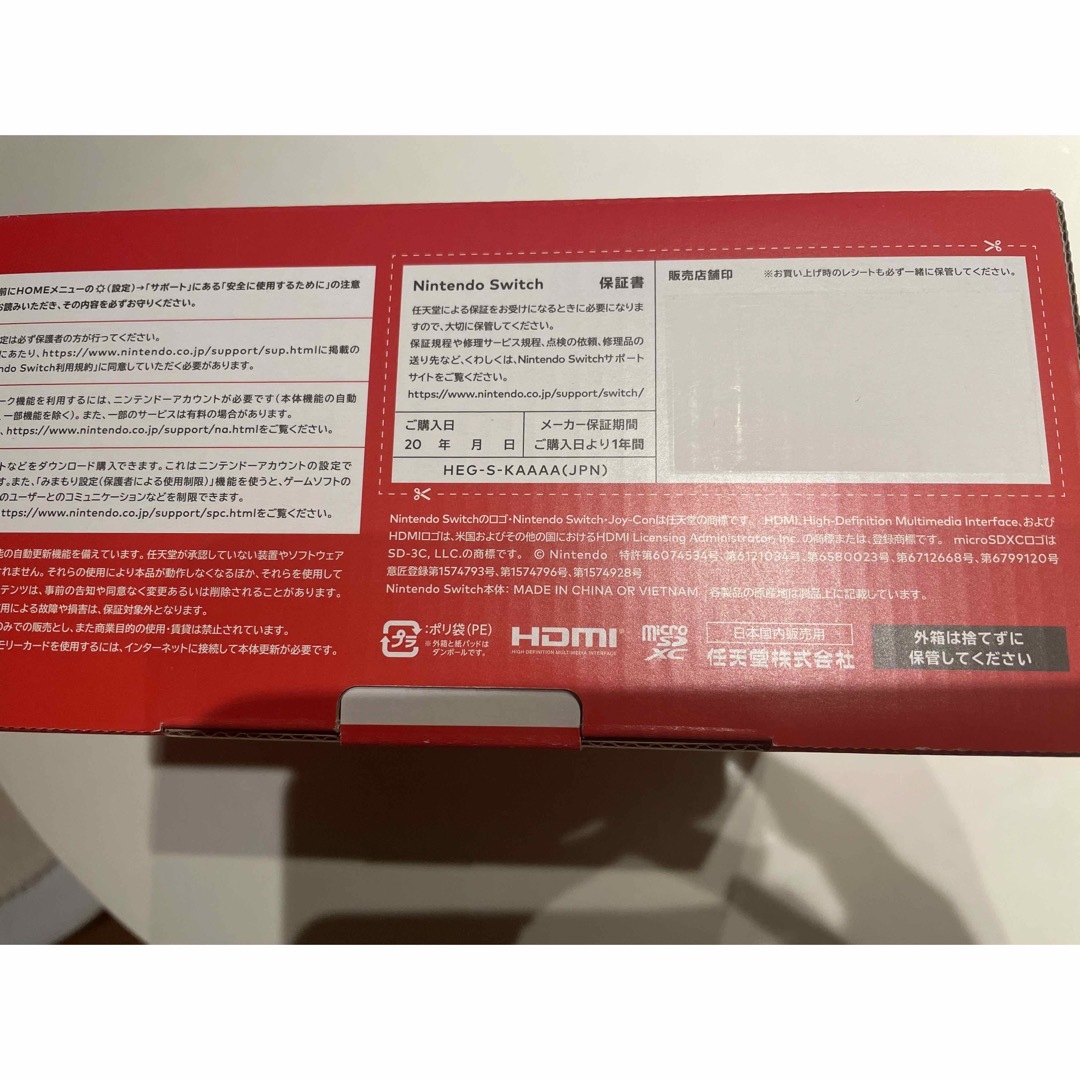 前にHOMEメニューの(設定)→「サポート」にある「安全に使用するために」の注意
お読みいただき、その内容を必ずお守りください。
定は必ず保護者の方が行ってください。
にあたり、https://www.nintendo.co.jp/support/sup.htmlに掲載の
ndo Switch利用規約」に同意していただく必要があります。
ーク機能を利用するには、ニンテンドーアカウントが必要です(本体機能の自動
、一部機能を除く)。また、一部のサービスは有料の場合があります。
、https://www.nintendo.co.jp/support/na.htmlをご覧ください。
トなどをダウンロード購入できます。これはニンテンドーアカウントの設定で
す。また、「みまもり設定(保護者による使用制限)」機能を使うと、ゲームソフトの
のユーザーとのコミュニケーションなどを制限できます。
ttps://www.nintendo.co.jp/support/spc.htmlをご覧ください。
他の自動更新機能を備えています。任天堂が承認していない装置やソフトウェア
されません。それらの使用により本品が動作しなくなるほか、それらを使用して
テンツは、事前の告知や同意なく変更あるいは削除されることがあります。
用による故障や損害は、保証対象外となります。
のみでの販売とし、また商業目的の使用・賃貸は禁止されています。
モリーカードを使用するには、インターネットに接続して本体更新が必要です。
Nintendo Switch 保証書
任天堂による保証をお受けになるときに必要になりま
すので、大切に保管してください。
保証規程や修理サービス規程、点検の依頼、修理品の
送り先など、くわしくは、Nintendo Switchサポート
サイトをご覧ください。
https://www.nintendo.co.jp/support/switch/
ご購入日
20 年 月 日
メーカー保証期間
ご購入日より1年間
HEG-S-KAAAA(JPN)
販売店舗印 ※お買い上げ時のレシートも必ず一緒に保管してください。
Nintendo Switchのロゴ・Nintendo Switch・Joy-Conは任天堂の商標です。 HDMI、High-Definition Multimedia Interface、および
HDMIロゴは、米国およびその他の国におけるHDMI Licensing Administrator, Inc. の商標または、登録商標です。 microSDXCロゴは
SD-3C, LLC.の商標です。 © Nintendo 特許第6074534号、第6121034号、第6580023号、第6712668号、第6799120号
意匠登録第1574793号、第1574796号、第1574928号
Nintendo Switch本体: MADE IN CHINA OR VIETNAM 各製品の原産地は製品上に記載しています。
プラ
:ポリ袋(PE)
※外箱と紙パッドは
ダンボールです。
HDMI
HIGH DEFINITION MULTIMEDIA INTERFACE
micro
SD
XC
日本国内販売用
任天堂株式会社
外箱は捨てずに
保管してください